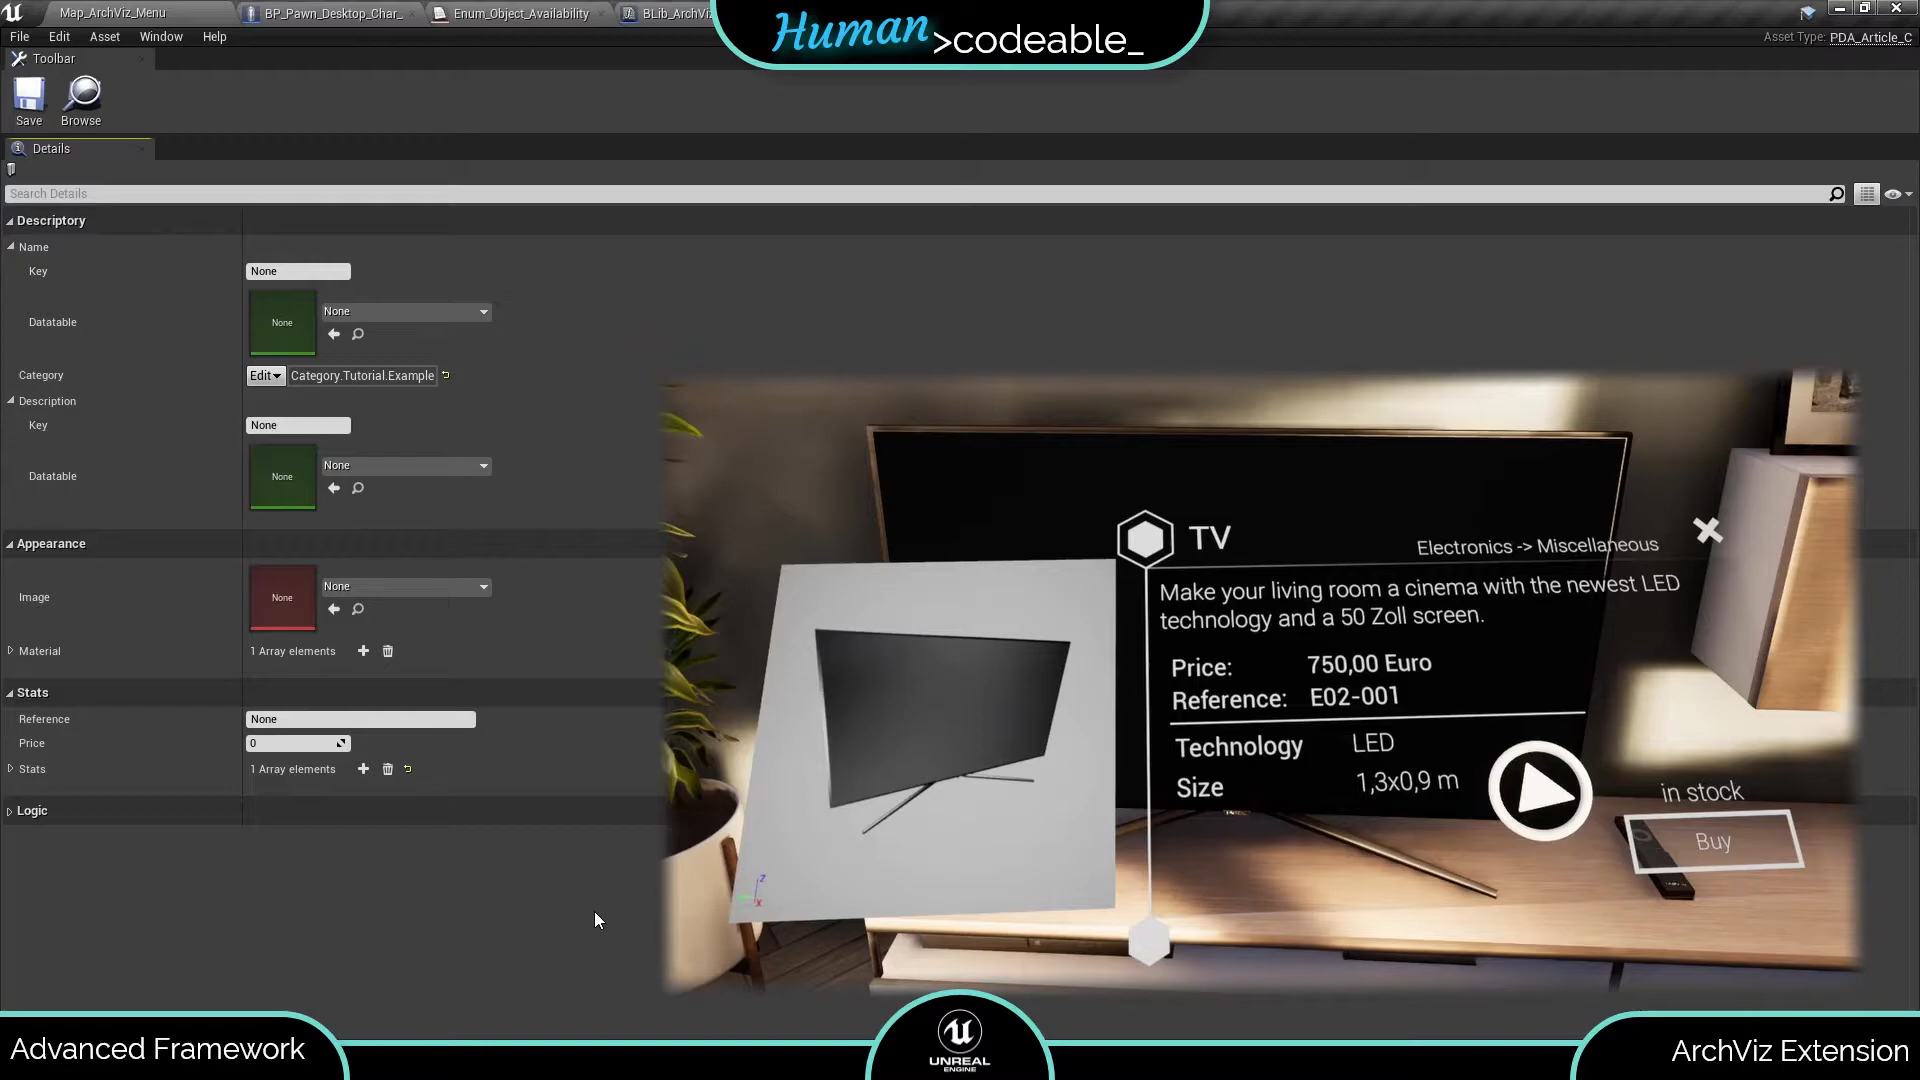 Map_ArchViz_Menu
BP_Pawn_Desktop_Char_
Enum_Object_Availability
BLib_ArchViz
Human >codeable_
File Edit Asset Window Help
Asset Type: PDA_Article_C
Toolbar
Save
Browse
Details
Search Details
Descriptory
Name
Key
None
Datatable
None
None
Category
Edit
Category.Tutorial.Example
Description
Key
None
Datatable
None
None
Appearance
Image
None
None
Material
1 Array elements
Stats
Reference
None
Price
0
Stats
1 Array elements
Logic
TV
Electronics -> Miscellaneous
Make your living room a cinema with the newest LED
technology and a 50 Zoll screen.
Price: 750,00 Euro
Reference: E02-001
Technology LED
Size 1,3x0,9 m
in stock
Buy
z
x
Advanced Framework
UNREAL
ENGINE
ArchViz Extension